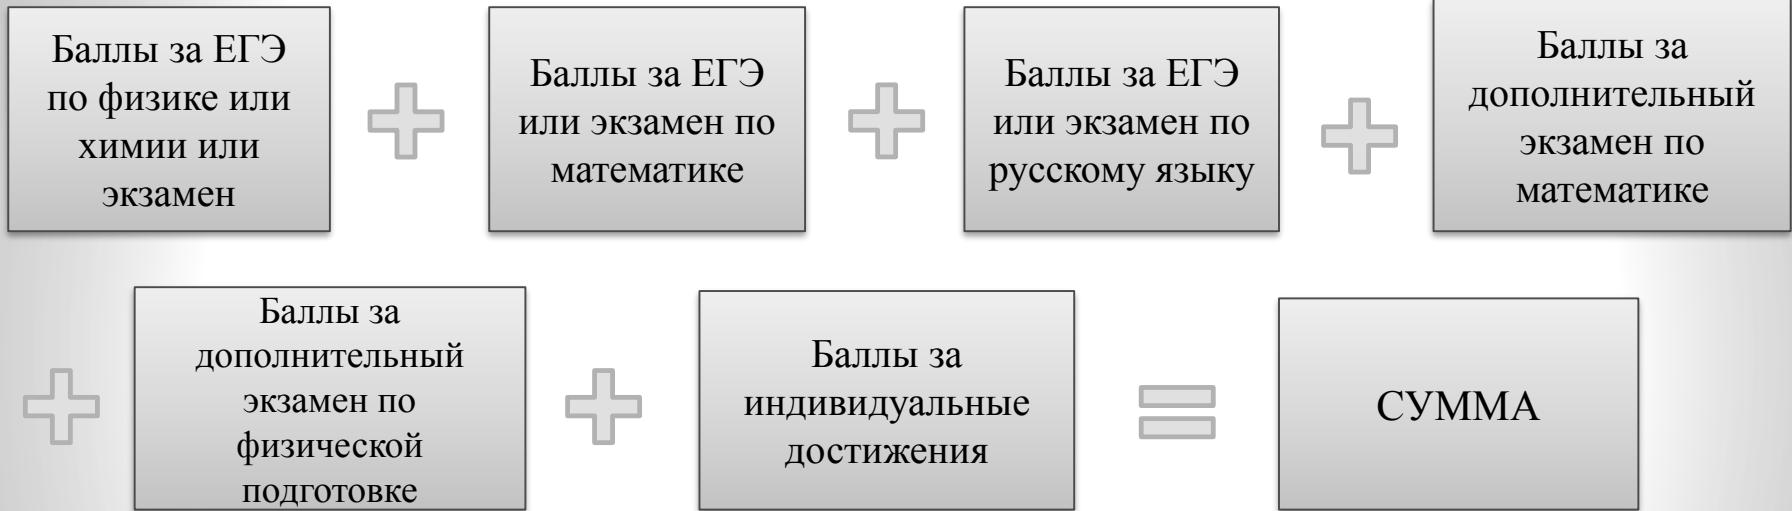 Баллы за ЕГЭ
по физике или
химии или
экзамен
Баллы за ЕГЭ
или экзамен по
математике
Баллы за ЕГЭ
или экзамен по
русскому языку
Баллы за
дополнительный
экзамен по
математике
Баллы за
дополнительный
экзамен по
физической
подготовке
Баллы за
индивидуальные
достижения
СУММА